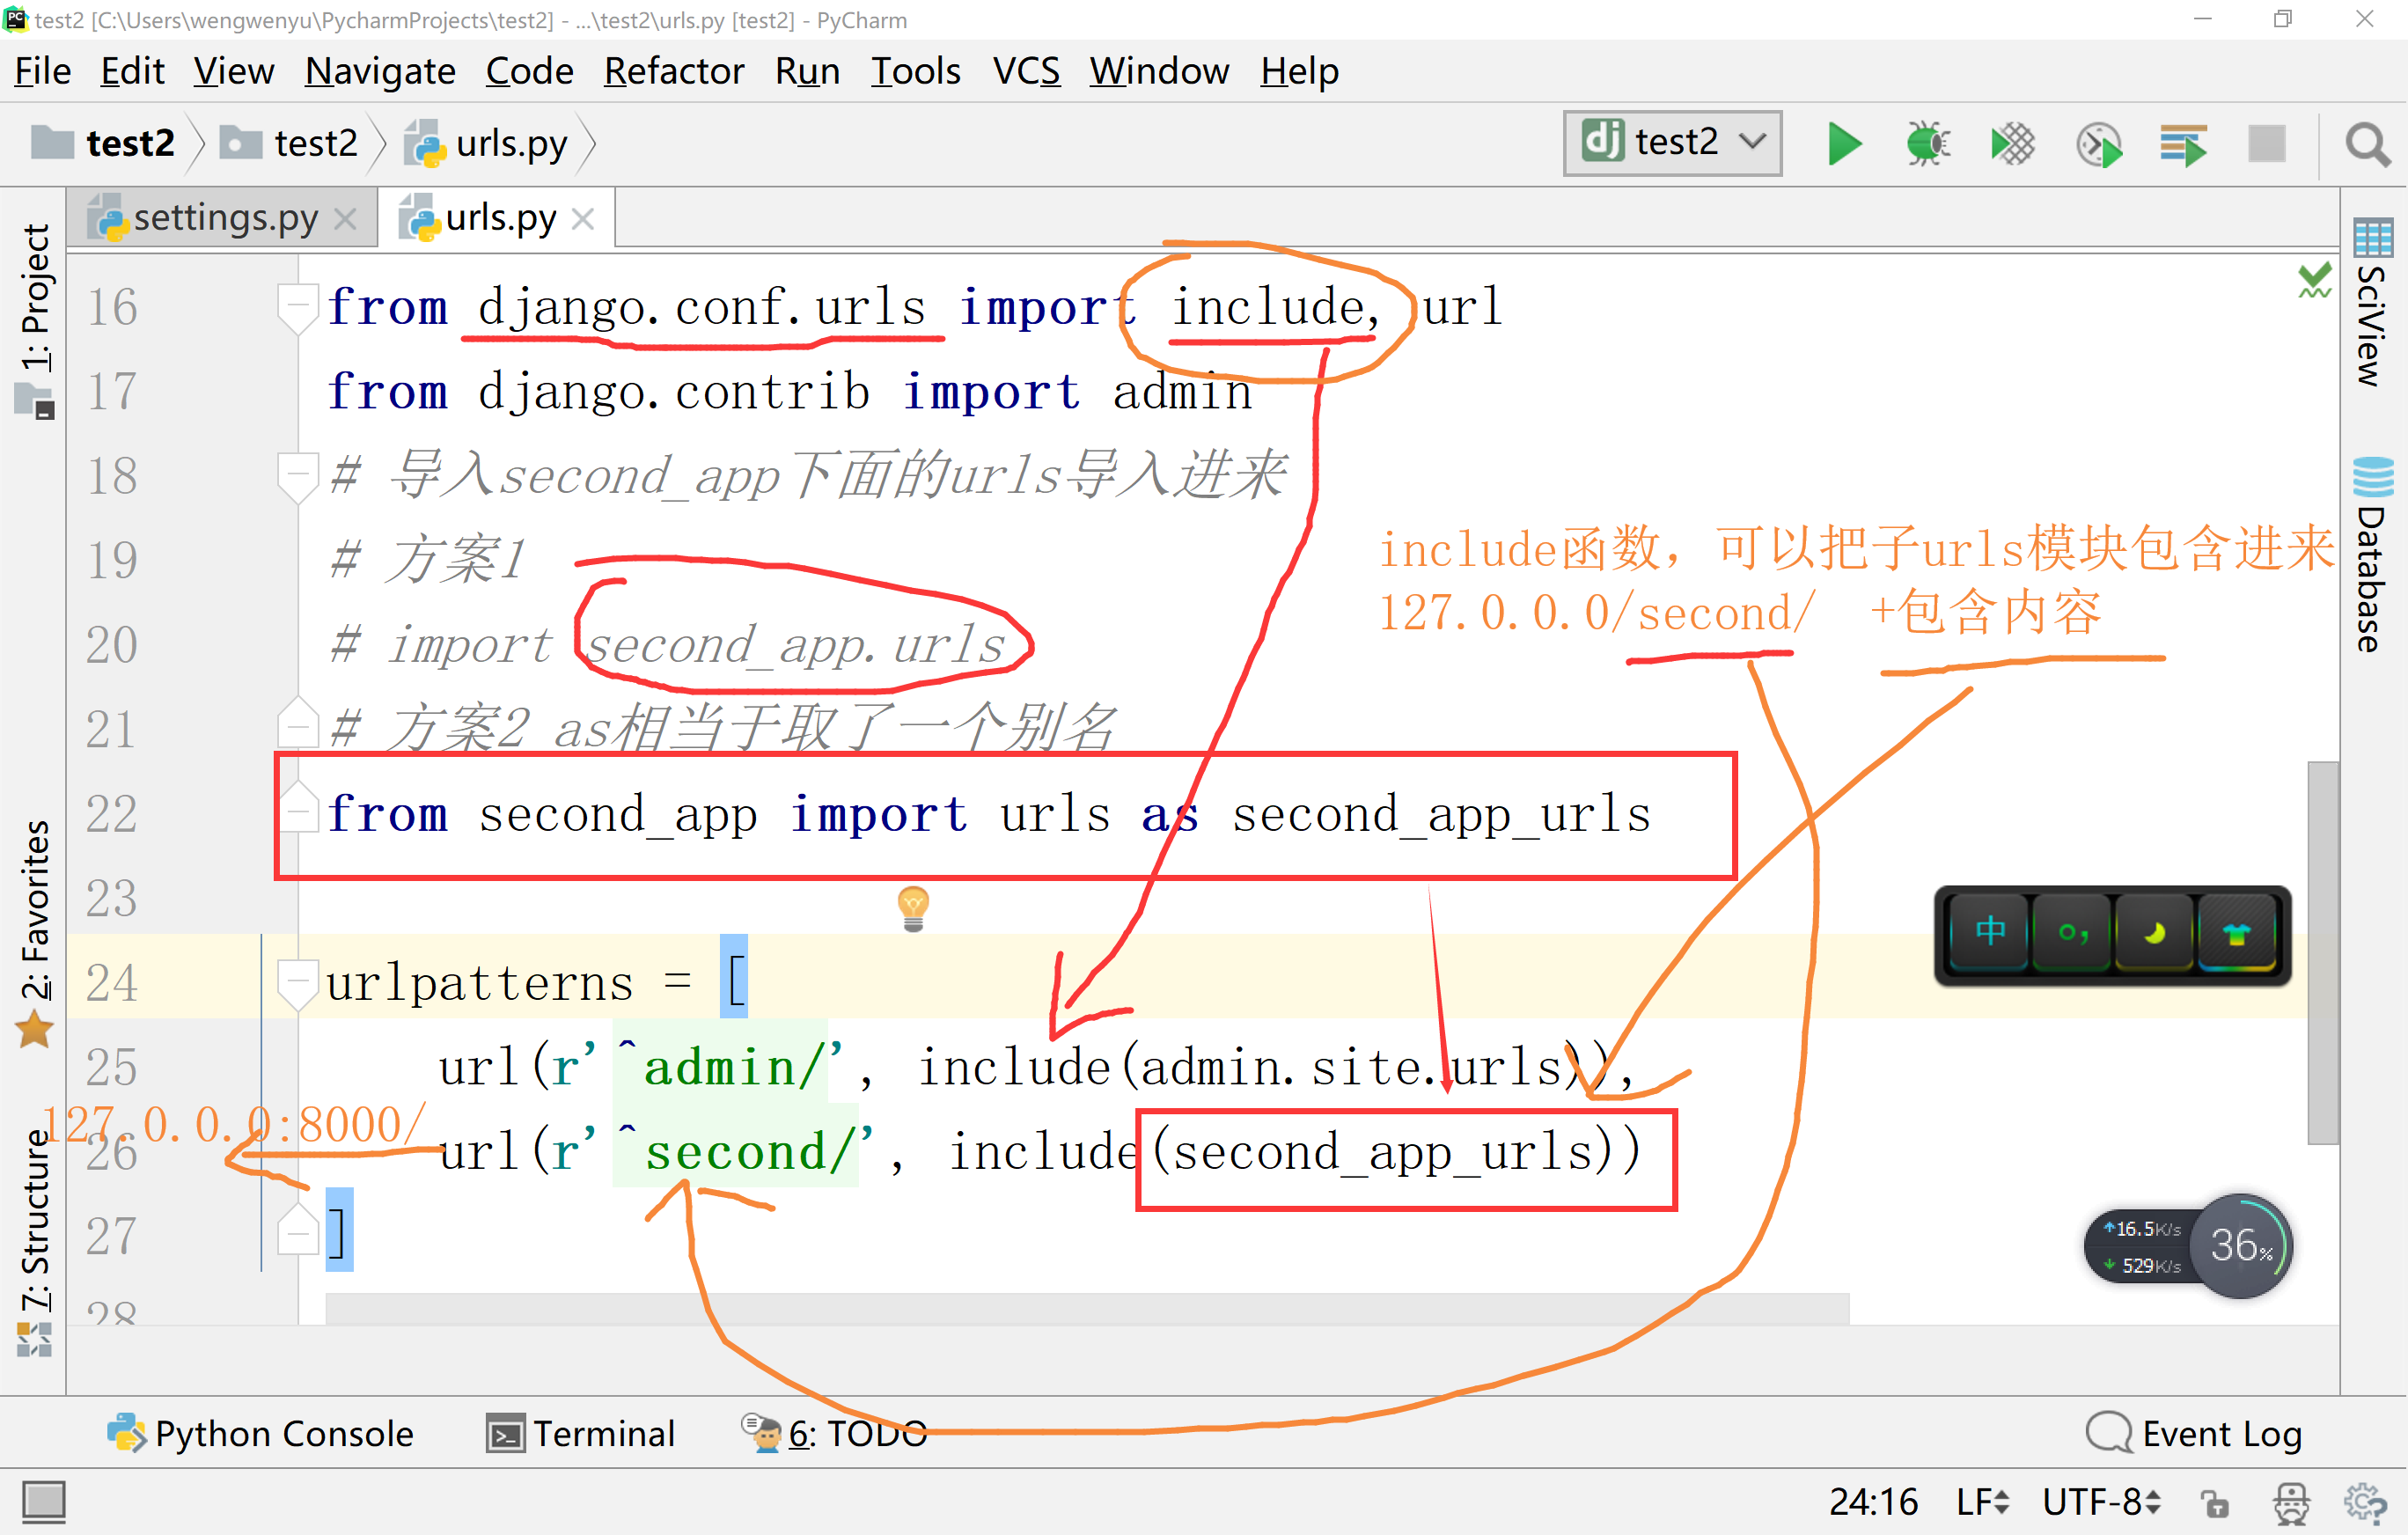 test2 [C:\Users\wengwenyu\PycharmProjects\test2] - ...\test2\urls.py [test2] - PyCharm
File Edit View Navigate Code Refactor Run Tools VCS Window Help
test2 test2 urls.py
dj test2
settings.py urls.py
1: Project
2: Favorites
7: Structure
SciView
Database
16 from django.conf.urls import include, url
17 from django.contrib import admin
18 # 导入second_app下面的urls导入进来
19 # 方案1
20 # import second_app.urls
21 # 方案2 as相当于取了一个别名
22 from second_app import urls as second_app_urls
23
24 urlpatterns = [
25 url(r'^admin/', include(admin.site.urls)),
26 url(r'^second/', include(second_app_urls))
27 ]
28
include函数，可以把子urls模块包含进来
127.0.0.0/second/ +包含内容
127.0.0.0:8000/
中
16.5K/s
529K/s
36%
Python Console Terminal 6: TODO Event Log
24:16 LF UTF-8